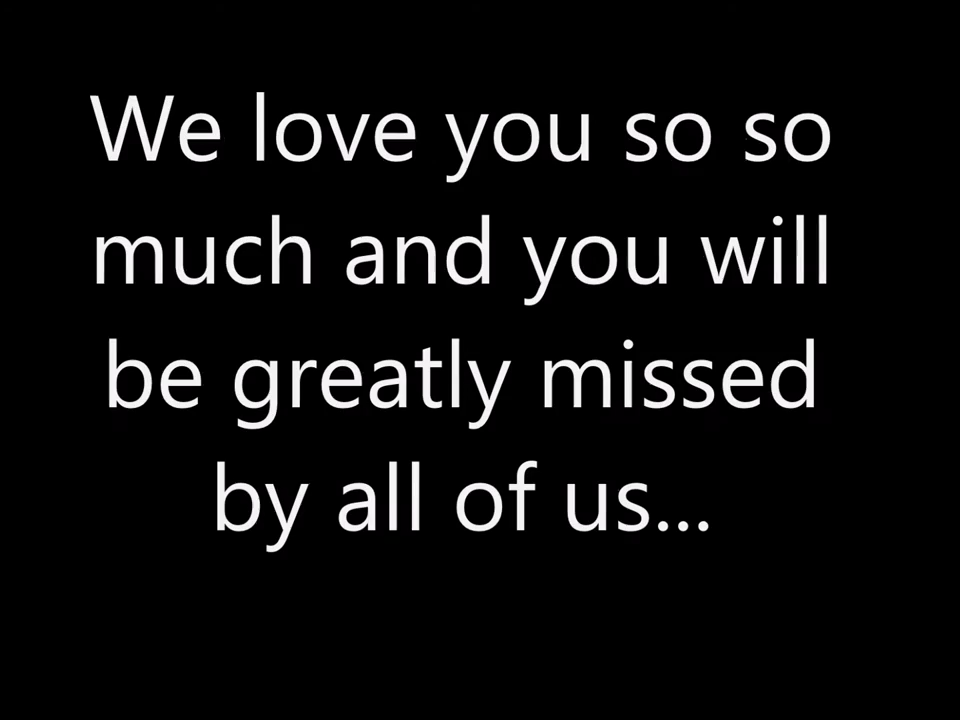 We love you so so
much and you will
be greatly missed
by all of us...